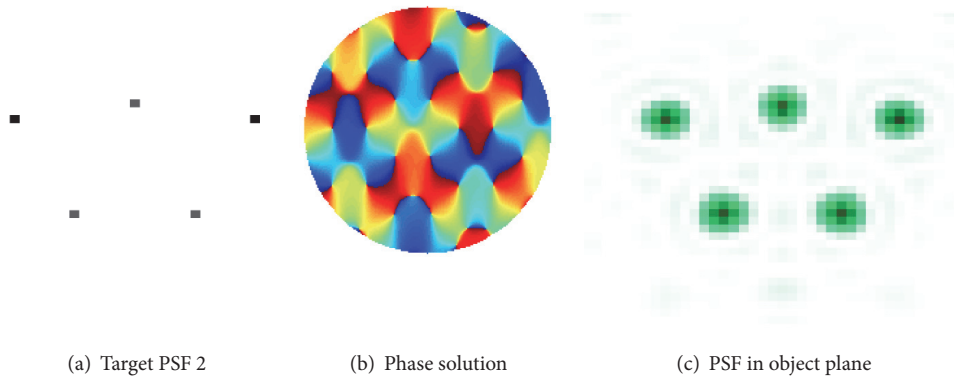 (a) Target PSF 2
(b) Phase solution
(c) PSF in object plane